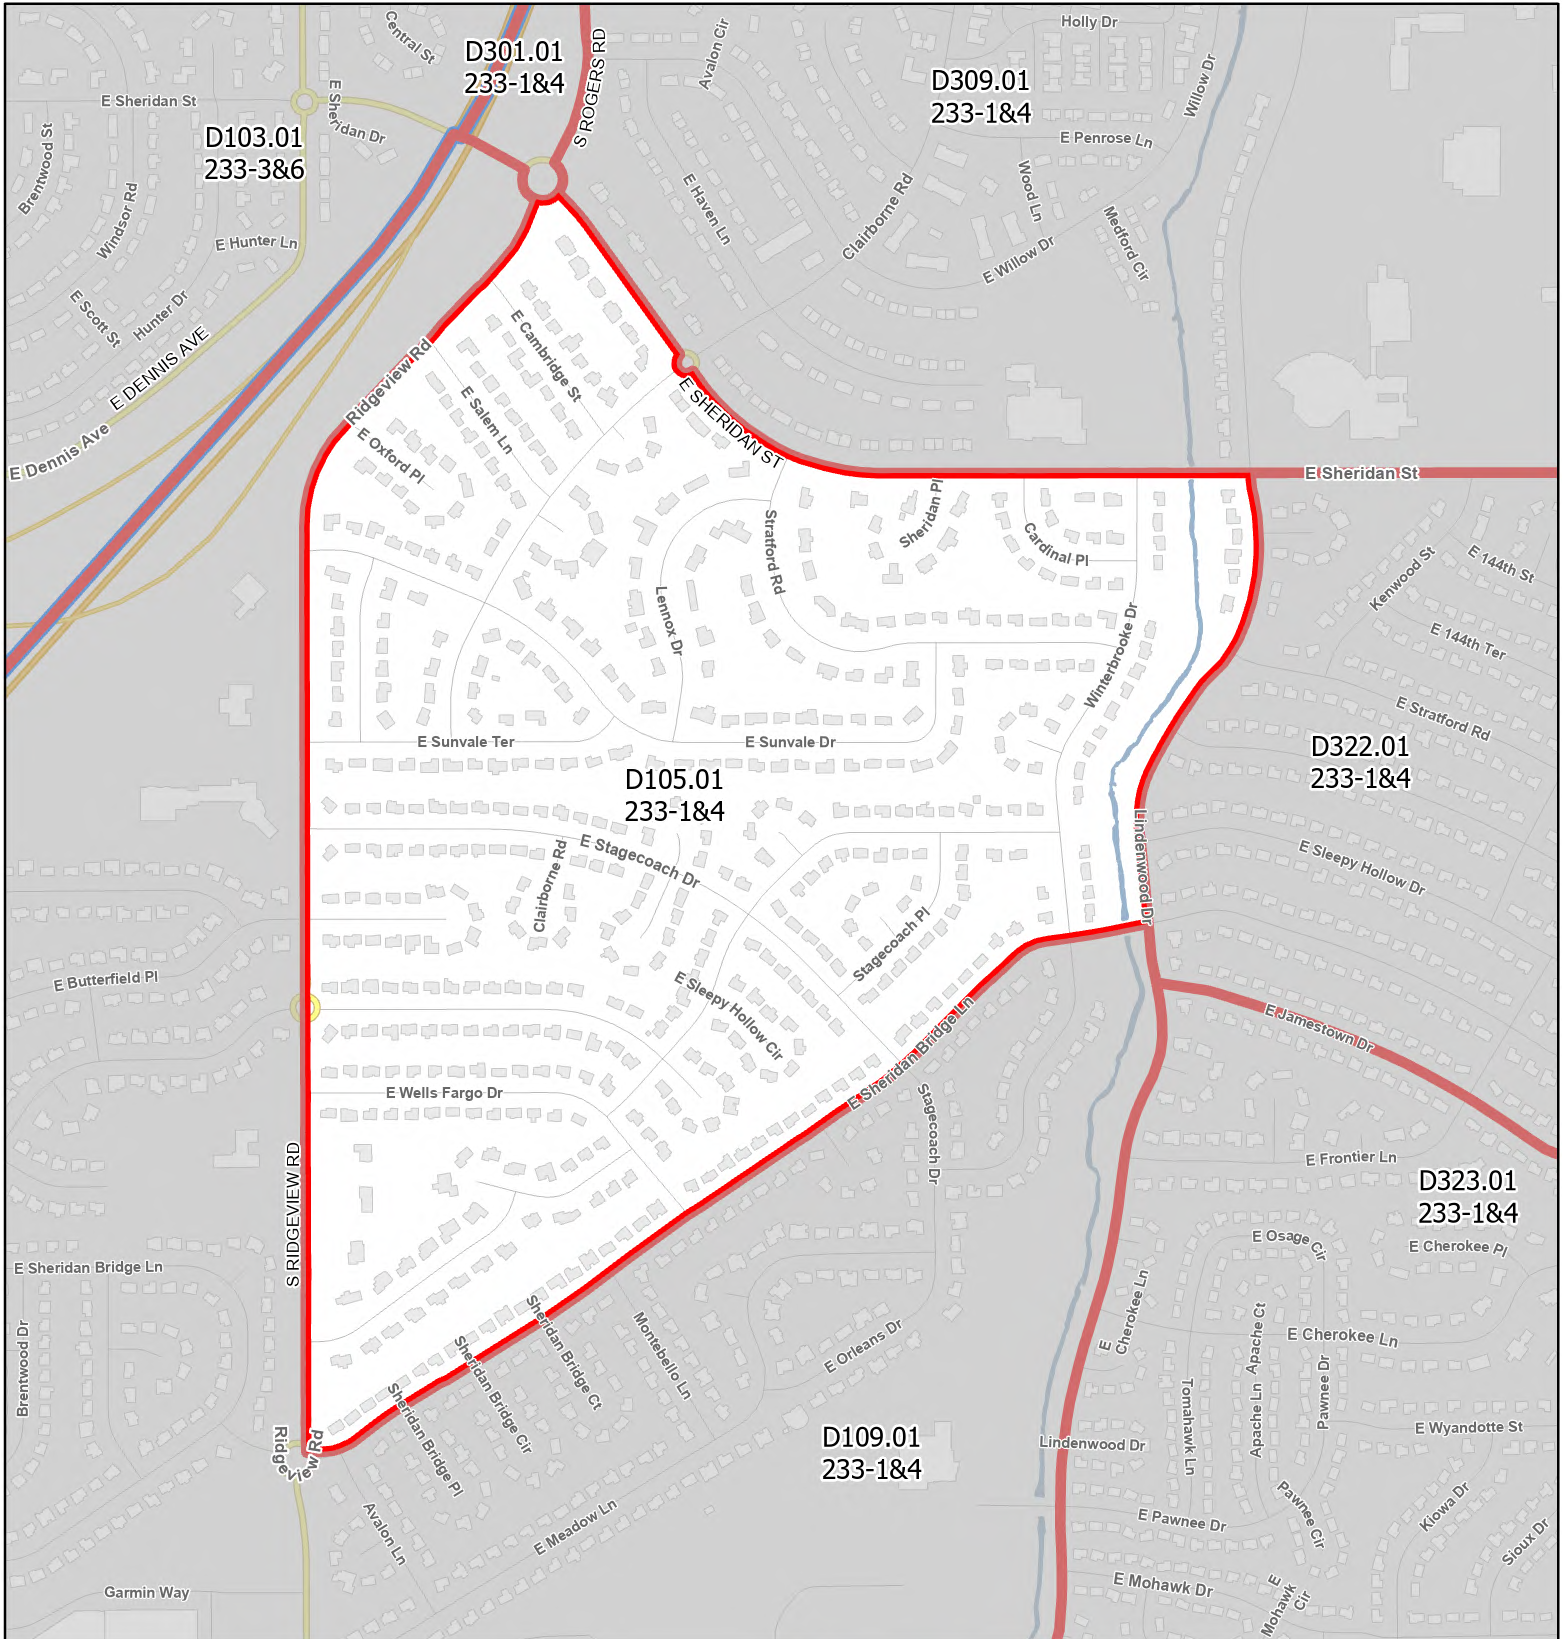 Holly Dr
Central St
Avalon Cir
D301.01
233-1&4
S ROGERS RD
D309.01
233-1&4
Willow Dr
E Sheridan St
E Sheridan Dr
D103.01
233-3&6
Brentwood St
E Penrose Ln
Wood Ln
E Haven Ln
Clairborne Rd
Windsor Rd
E Hunter Ln
Medford Cir
E Willow Dr
E Scott St
Hunter Dr
E DENNIS AVE
E Cambridge St
Ridgeview Rd
E Salem Ln
E SHERIDAN ST
E Dennis Ave
E Oxford Pl
E Sheridan St
Sheridan Pl
Stratford Rd
Cardinal Pl
Kenwood St
E 144th St
Lennox Dr
E 144th Ter
Winterbrooke Dr
E Stratford Rd
E Sunvale Ter
E Sunvale Dr
D322.01
233-1&4
D105.01
233-1&4
Lindenwood Dr
E Stagecoach Dr
E Sleepy Hollow Dr
Clairborne Rd
Stagecoach Pl
E Butterfield Pl
E Sleepy Hollow Cir
E Sheridan Bridge Ln
E Jamestown Dr
E Wells Fargo Dr
Stagecoach Dr
E Frontier Ln
D323.01
233-1&4
S RIDGEVIEW RD
E Osage Cir
E Cherokee Pl
E Sheridan Bridge Ln
E Cherokee Ln
Sheridan Bridge Ct
Montebello Ln
E Orleans Dr
Apache Ct
E Cherokee Ln
Brentwood Dr
Sheridan Bridge Cir
Sheridan Bridge Pl
Tomahawk Ln
Apache Ln
Pawnee Dr
E Wyandotte St
Ridgeview Rd
D109.01
233-1&4
Lindenwood Dr
Avalon Ln
E Meadow Ln
E Pawnee Dr
Pawnee Cir
Kiowa Dr
Sioux Dr
Garmin Way
E Mohawk Dr
E Mohawk Cir